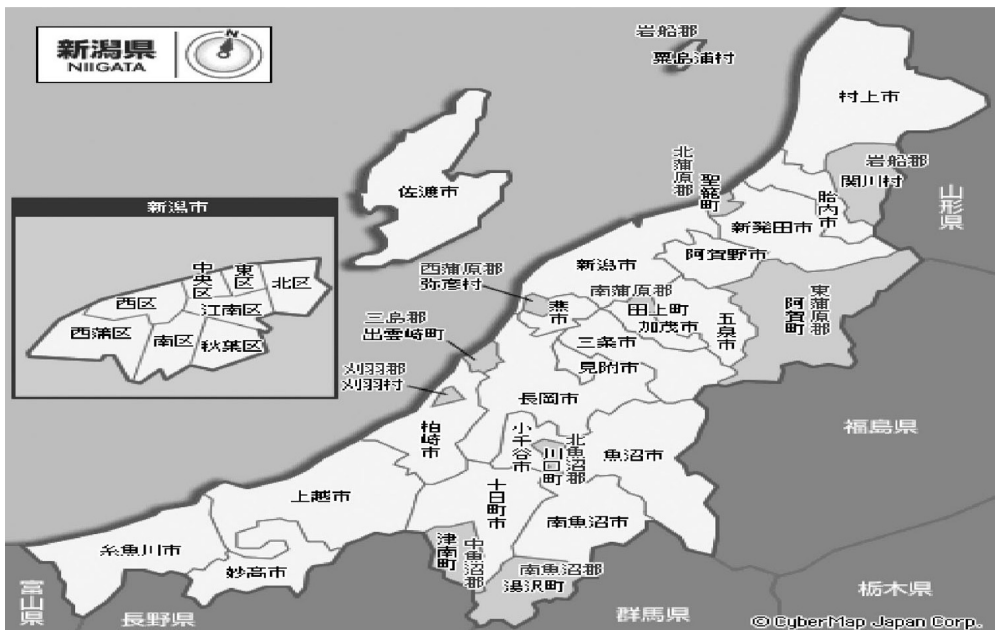 新潟県
NIIGATA
N
岩船郡
粟島浦村
村上市
岩船郡
関川村
山形県
北蒲原郡
聖籠町
胎内市
新発田市
佐渡市
新潟市
阿賀野市
西蒲原郡
弥彦村
燕市
南蒲原郡
田上町
加茂市
五泉市
東蒲原郡
阿賀町
三島郡
出雲崎町
三条市
見附市
刈羽郡
刈羽村
長岡市
柏崎市
小千谷市
北魚沼郡
川口町
魚沼市
福島県
上越市
十日町市
南魚沼市
糸魚川市
妙高市
津南町
中魚沼郡
南魚沼郡
湯沢町
富山県
長野県
群馬県
栃木県
新潟市
中央区
東区
北区
西区
江南区
西蒲区
南区
秋葉区
© CyberMap Japan Corp.